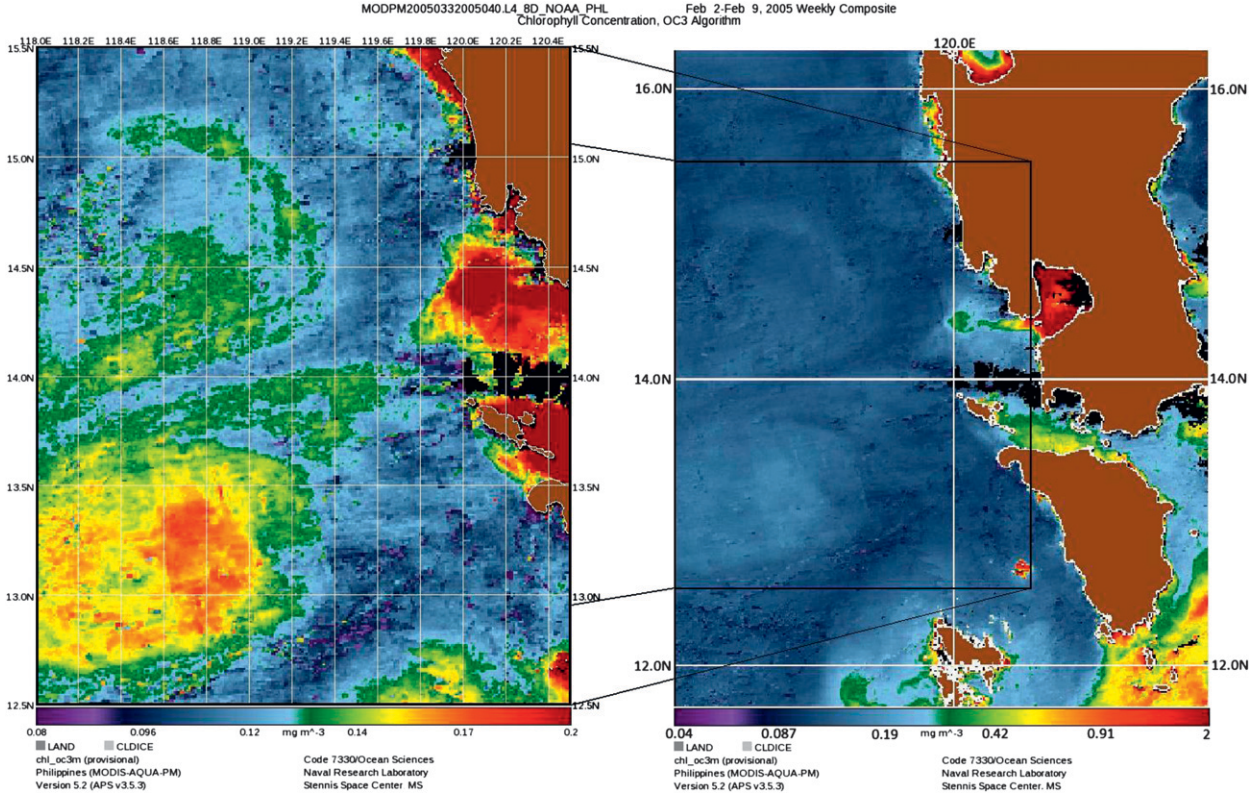 MODPM20050332005040.L4_8D_NOAA_PHL Feb 2-Feb 9, 2005 Weekly Composite
Chlorophyll Concentration, OC3 Algorithm
118.0E 118.2E 118.4E 118.6E 118.8E 119.0E 119.2E 119.4E 119.6E 119.8E 120.0E 120.2E 120.4E
120.0E
15.5N 15.5N
16.0N 16.0N
15.0N 15.0N
14.5N 14.5N
14.0N 14.0N
14.0N 14.0N
13.5N 13.5N
13.0N 13.0N
12.0N 12.0N
12.5N 12.5N
0.08 0.096 0.12 mg m^-3 0.14 0.17 0.2
LAND CLDICE
chl_oc3m (provisional)
Philippines (MODIS-AQUA-PM)
Version 5.2 (APS v3.5.3)
Code 7330/Ocean Sciences
Naval Research Laboratory
Stennis Space Center MS
0.04 0.087 0.19 mg m^-3 0.42 0.91 2
LAND CLDICE
chl_oc3m (provisional)
Philippines (MODIS-AQUA-PM)
Version 5.2 (APS v3.5.3)
Code 7330/Ocean Sciences
Naval Research Laboratory
Stennis Space Center. MS